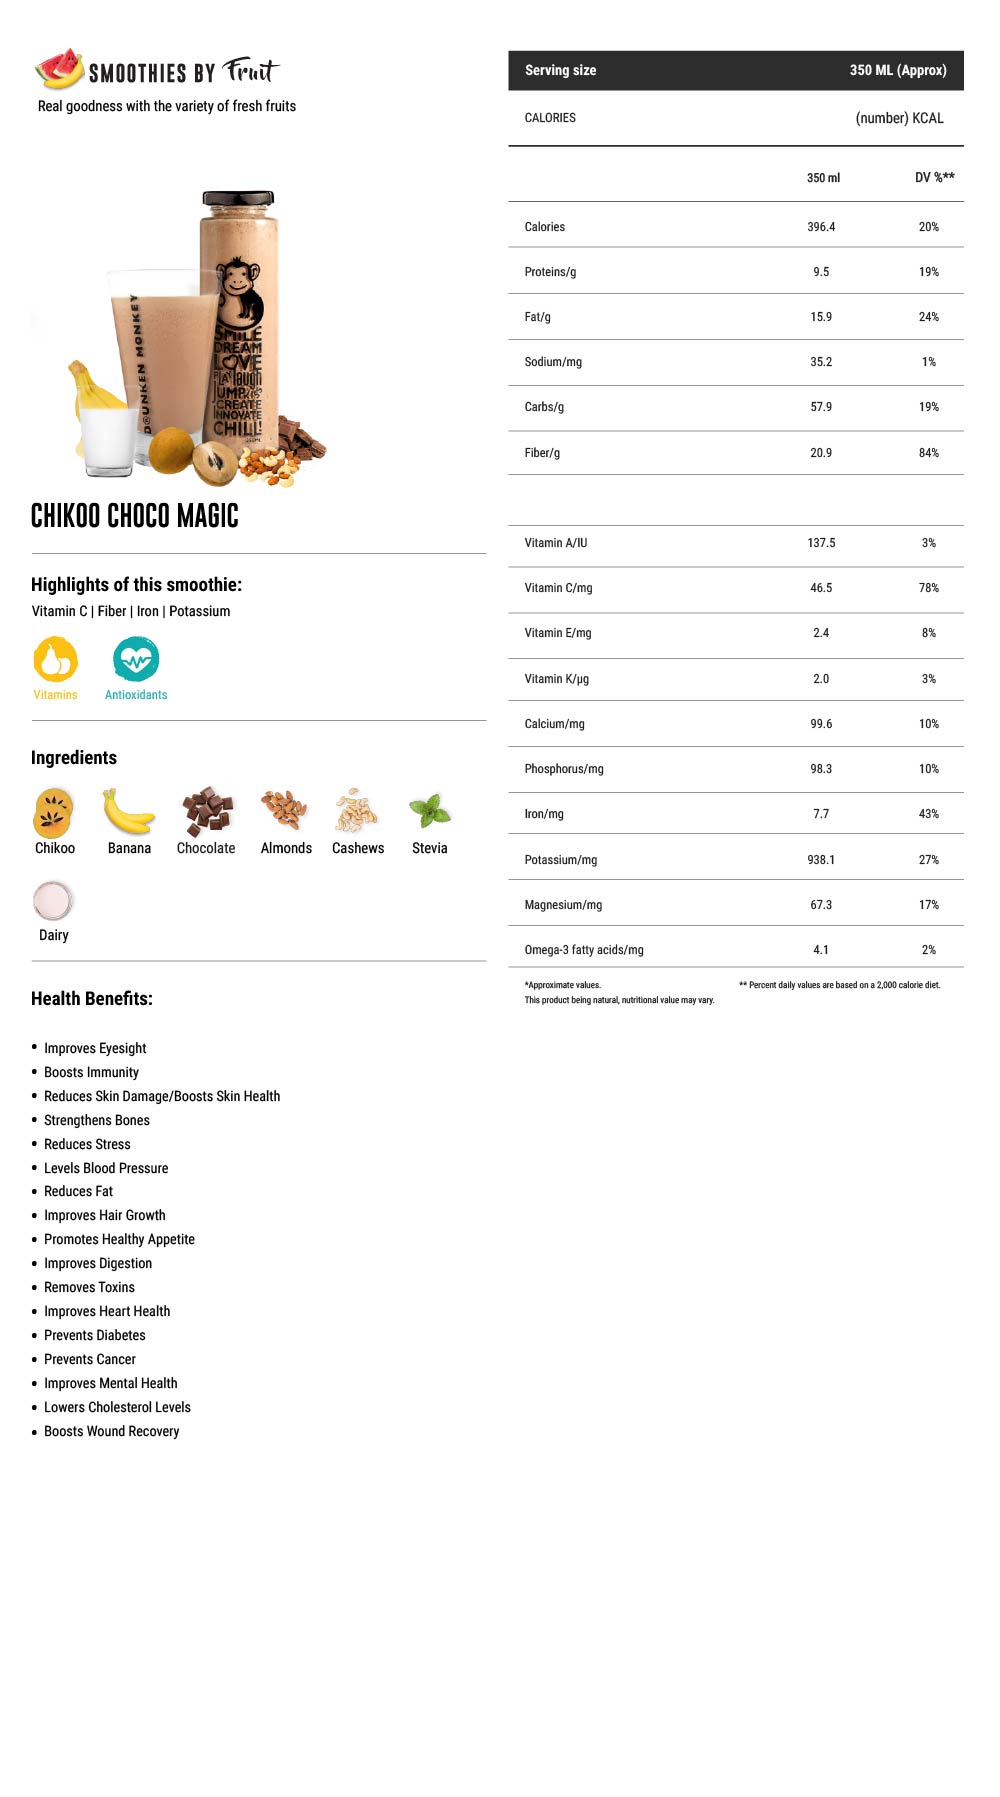 SMOOTHIES BY Fruit
Real goodness with the variety of fresh fruits
DRUNKEN MONKEY
SMILE
DREAM
LOVE
PLAY laugh
JUMP
CREATE
INNOVATE
CHILL!
CHIKOO CHOCO MAGIC
Highlights of this smoothie:
Vitamin C | Fiber | Iron | Potassium
Vitamins Antioxidants
Ingredients
Chikoo Banana Chocolate Almonds Cashews Stevia
Dairy
Health Benefits:
• Improves Eyesight
• Boosts Immunity
• Reduces Skin Damage/Boosts Skin Health
• Strengthens Bones
• Reduces Stress
• Levels Blood Pressure
• Reduces Fat
• Improves Hair Growth
• Promotes Healthy Appetite
• Improves Digestion
• Removes Toxins
• Improves Heart Health
• Prevents Diabetes
• Prevents Cancer
• Improves Mental Health
• Lowers Cholesterol Levels
• Boosts Wound Recovery
Serving size 350 ML (Approx)
CALORIES (number) KCAL
350 ml DV %**
Calories 396.4 20%
Proteins/g 9.5 19%
Fat/g 15.9 24%
Sodium/mg 35.2 1%
Carbs/g 57.9 19%
Fiber/g 20.9 84%
Vitamin A/IU 137.5 3%
Vitamin C/mg 46.5 78%
Vitamin E/mg 2.4 8%
Vitamin K/µg 2.0 3%
Calcium/mg 99.6 10%
Phosphorus/mg 98.3 10%
Iron/mg 7.7 43%
Potassium/mg 938.1 27%
Magnesium/mg 67.3 17%
Omega-3 fatty acids/mg 4.1 2%
*Approximate values. ** Percent daily values are based on a 2,000 calorie diet.
This product being natural, nutritional value may vary.